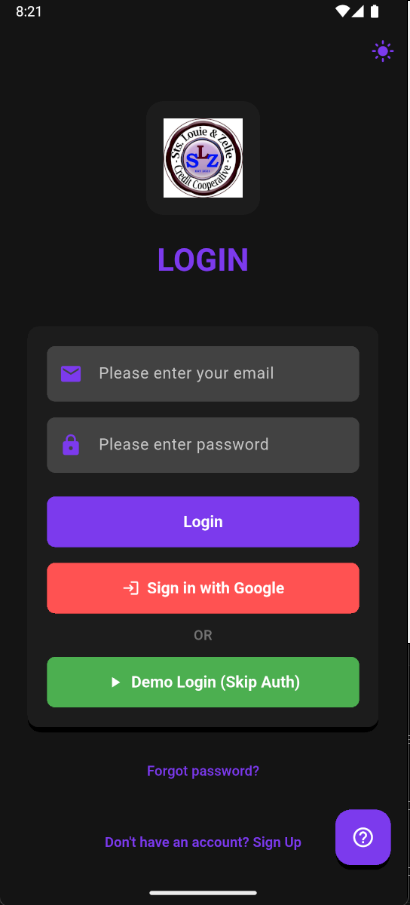 8:21
Sts. Louie & Zelie
SLZ
Credit Cooperative
LOGIN
Please enter your email
Please enter password
Login
Sign in with Google
OR
Demo Login (Skip Auth)
Forgot password?
Don't have an account? Sign Up